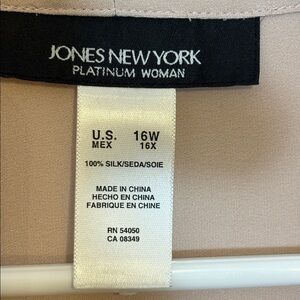 JONES NEW YORK
PLATINUM WOMAN
U.S. 16W
MEX 16X
100% SILK/SEDA/SOIE
MADE IN CHINA
HECHO EN CHINA
FABRIQUE EN CHINE
RN 54050
CA 08349